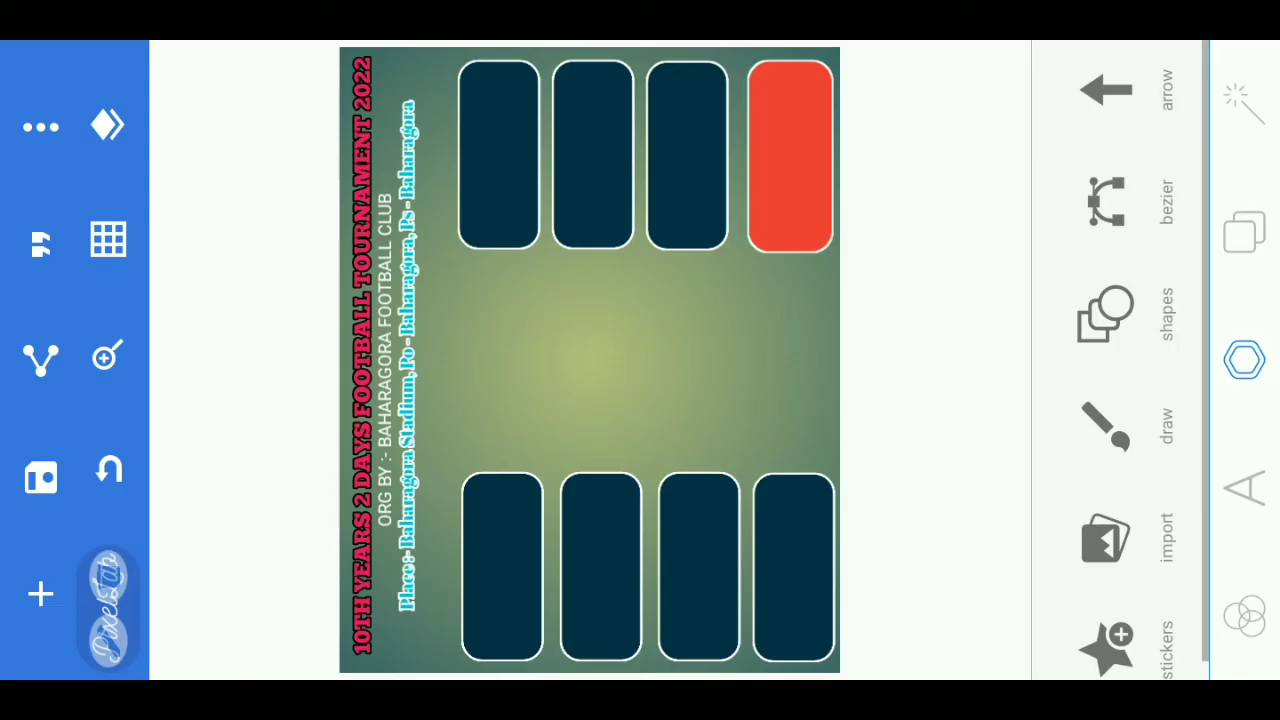 PixelLab
10TH YEARS 2 DAYS FOOTBALL TOURNAMENT 2022
ORG BY :- BAHARAGORA FOOTBALL CLUB
Place :- Baharagora Stadium, Po - Baharagora, Ps - Baharagora
stickers
import
draw
shapes
bezier
arrow
A